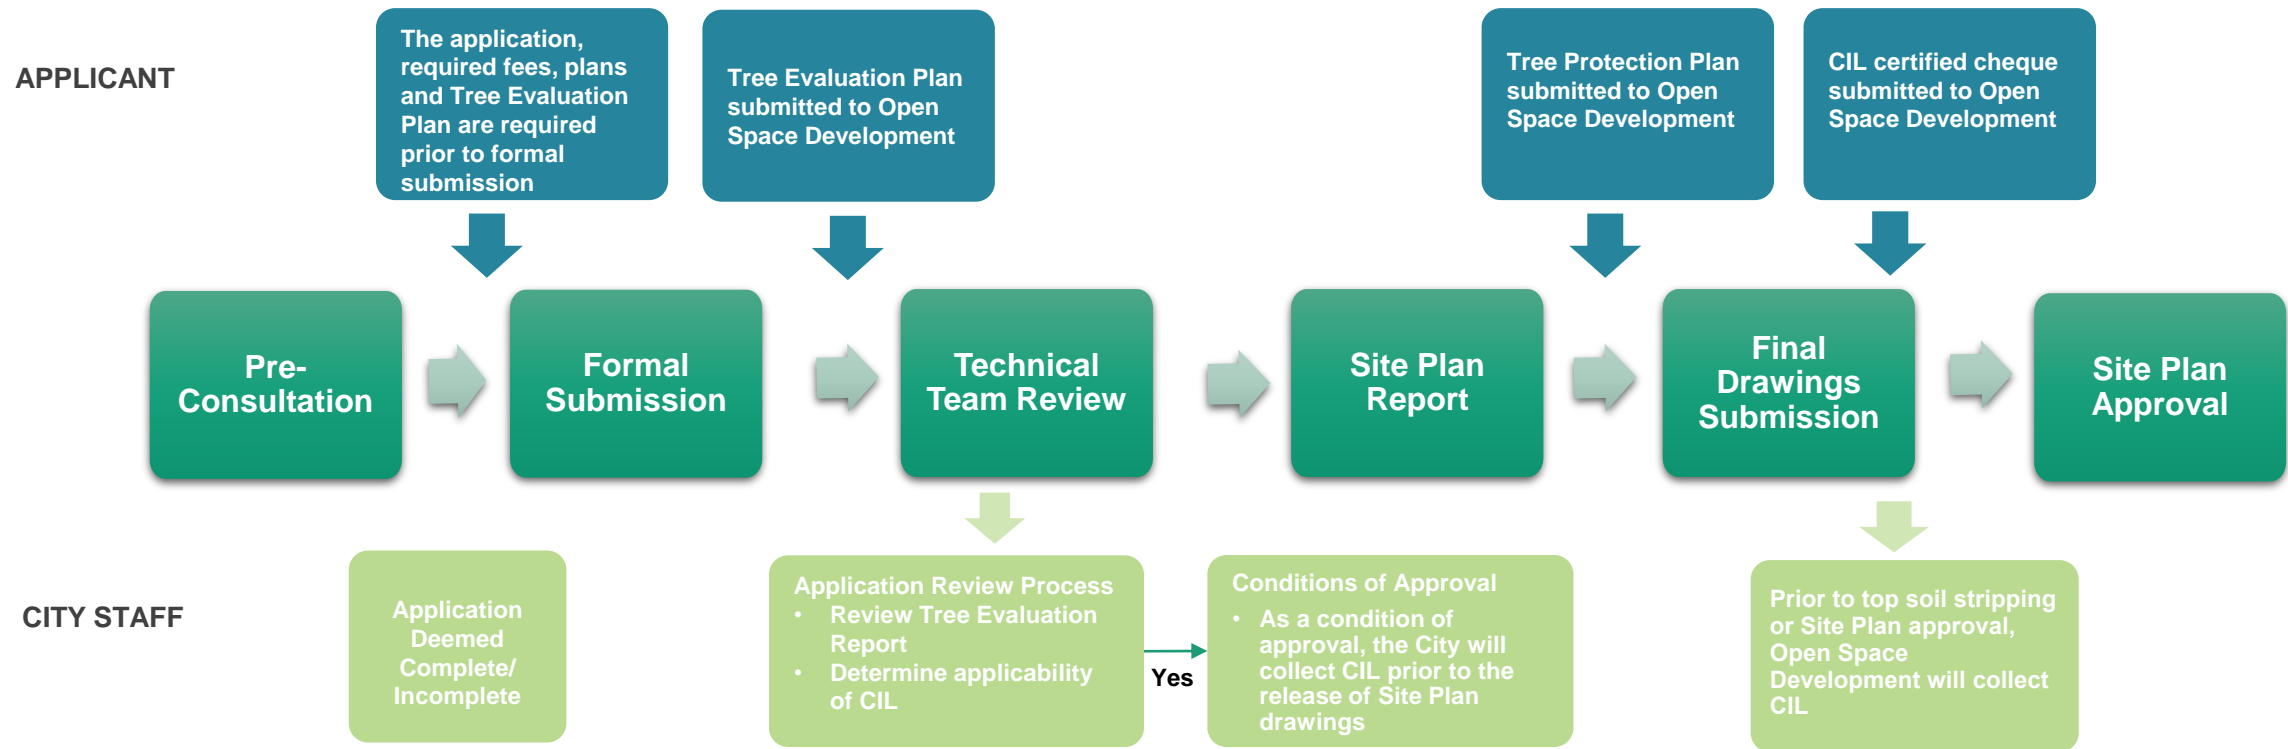 APPLICANT
The application,
required fees, plans
and Tree Evaluation
Plan are required
prior to formal
submission
Tree Evaluation Plan
submitted to Open
Space Development
Tree Protection Plan
submitted to Open
Space Development
CIL certified cheque
submitted to Open
Space Development
Pre-
Consultation
Formal
Submission
Technical
Team Review
Site Plan
Report
Final
Drawings
Submission
Site Plan
Approval
CITY STAFF
Application
Deemed
Complete/
Incomplete
Application Review Process
• Review Tree Evaluation
Report
• Determine applicability
of CIL
Yes
Conditions of Approval
• As a condition of
approval, the City will
collect CIL prior to the
release of Site Plan
drawings
Prior to top soil stripping
or Site Plan approval,
Open Space
Development will collect
CIL